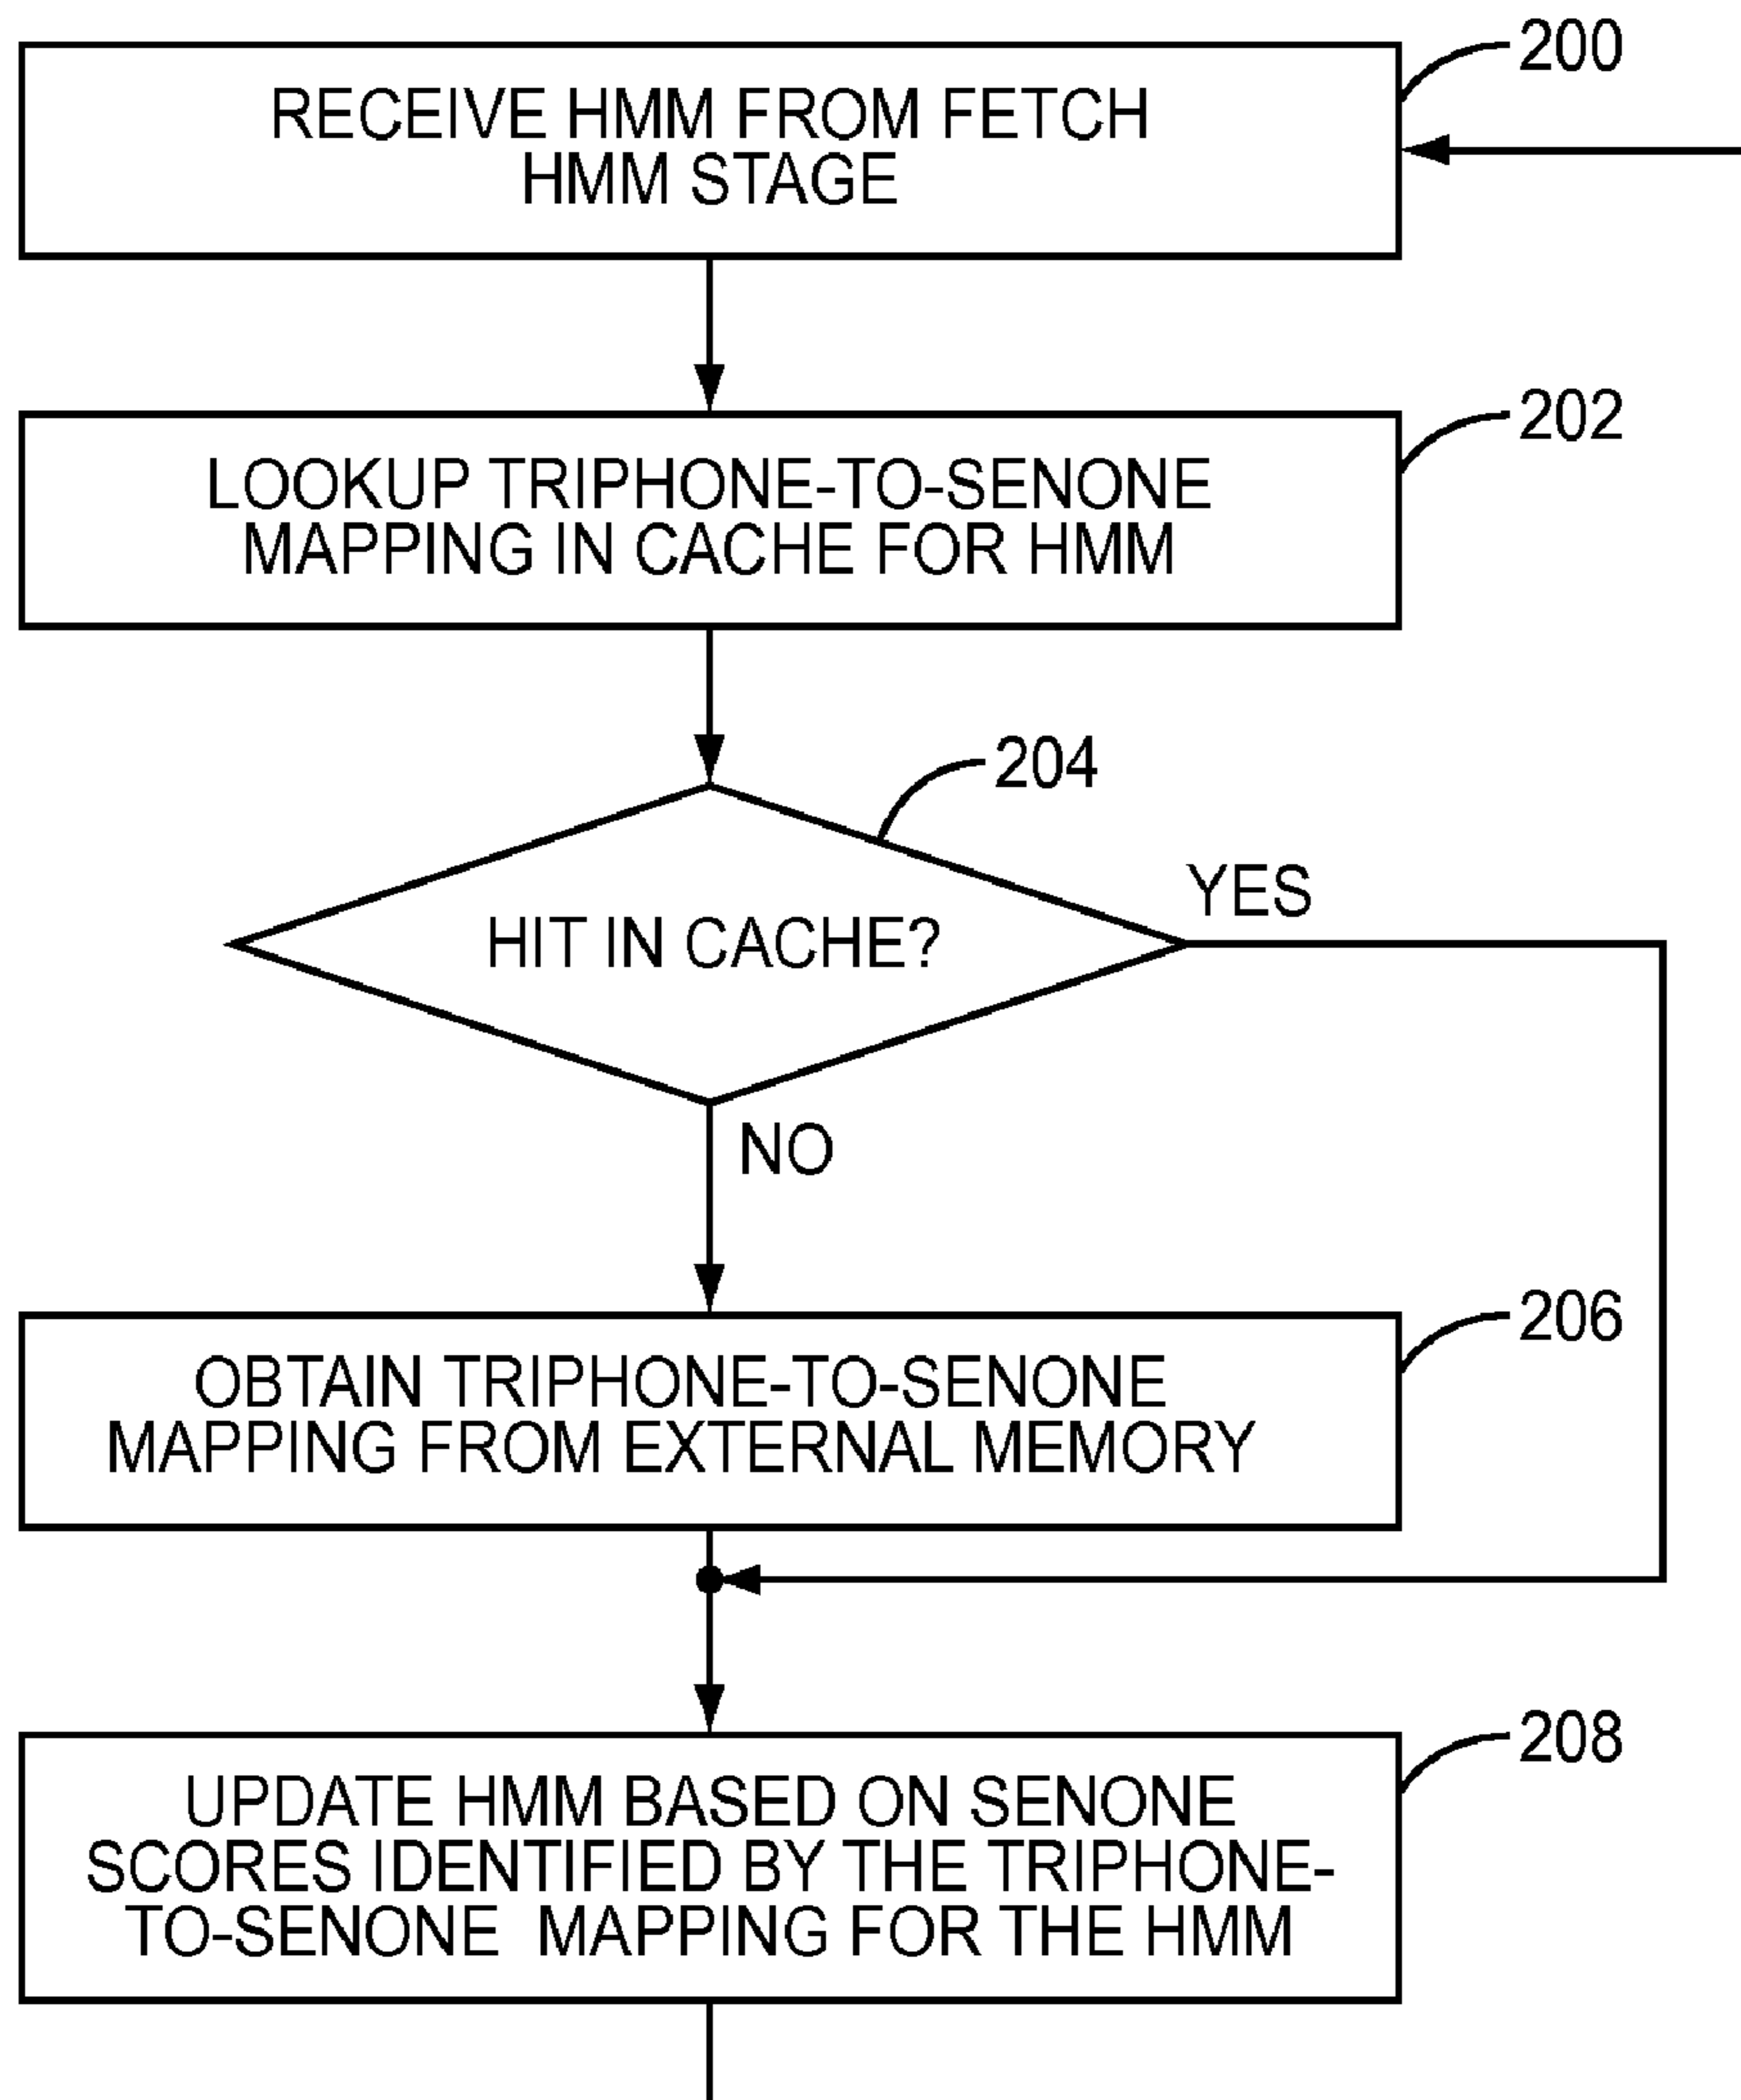 200
RECEIVE HMM FROM FETCH
HMM STAGE
202
LOOKUP TRIPHONE-TO-SENONE
MAPPING IN CACHE FOR HMM
204
YES
HIT IN CACHE?
NO
206
OBTAIN TRIPHONE-TO-SENONE
MAPPING FROM EXTERNAL MEMORY
208
UPDATE HMM BASED ON SENONE
SCORES IDENTIFIED BY THE TRIPHONE-
TO-SENONE MAPPING FOR THE HMM